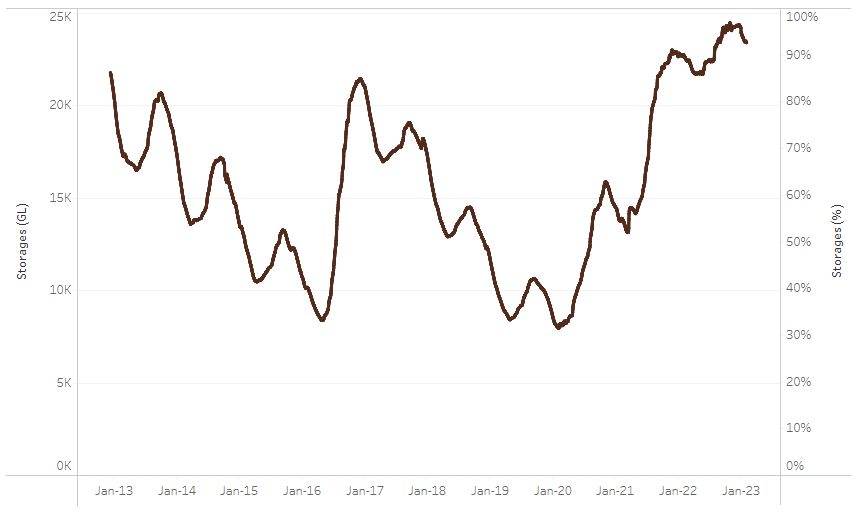 25K
20K
15K
10K
5K
0K
Storages (GL)
100%
90%
80%
70%
60%
50%
40%
30%
20%
10%
0%
Storages (%)
Jan-13 Jan-14 Jan-15 Jan-16 Jan-17 Jan-18 Jan-19 Jan-20 Jan-21 Jan-22 Jan-23